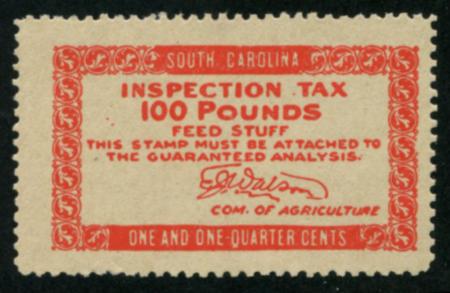 SOUTH CAROLINA
INSPECTION TAX
100 POUNDS
FEED STUFF
THIS STAMP MUST BE ATTACHED TO
THE GUARANTEED ANALYSIS.
E.J. Watson
COM. OF AGRICULTURE
ONE AND ONE-QUARTER CENTS